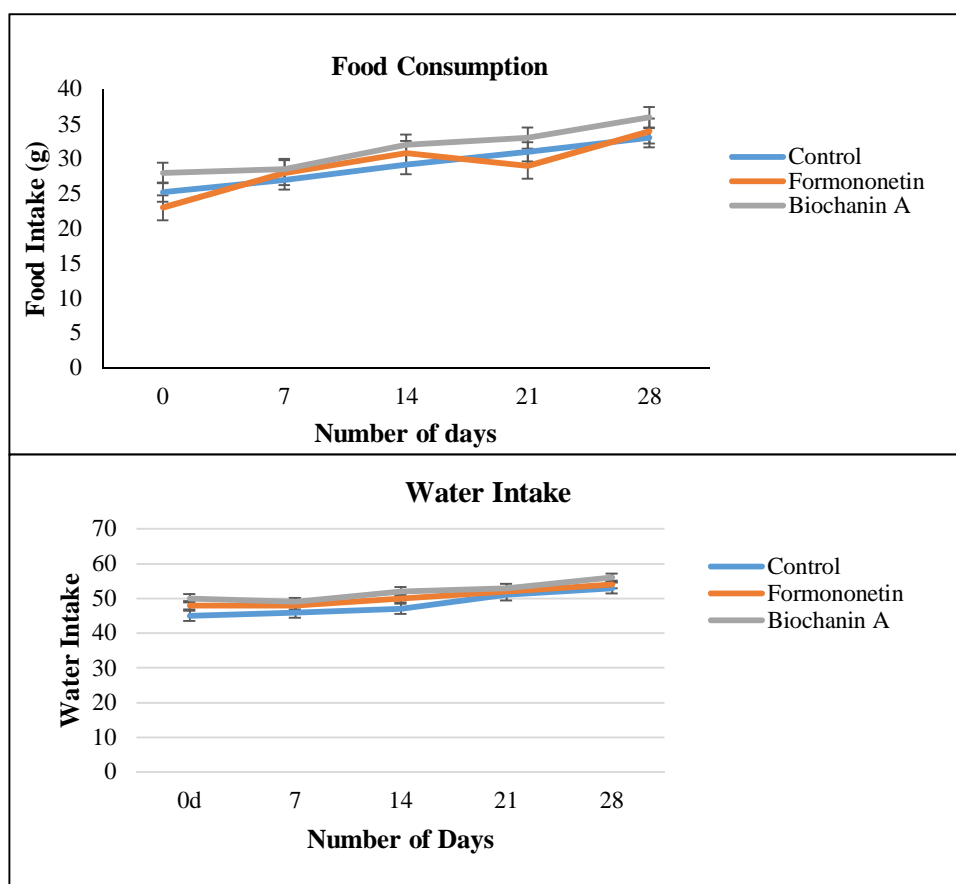 Food Consumption
40
35
30
25
20
15
10
5
0
Food Intake (g)
0 7 14 21 28
Number of days
Control
Formononetin
Biochanin A
Water Intake
70
60
50
40
30
20
10
0
Water Intake
0d 7 14 21 28
Number of Days
Control
Formononetin
Biochanin A